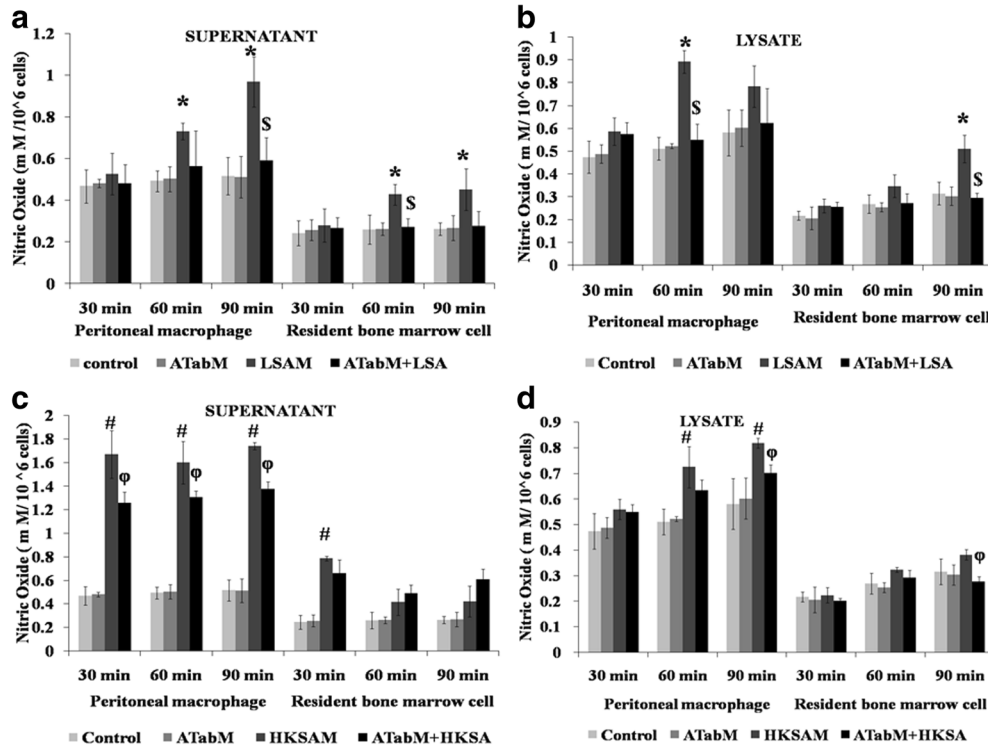 a
SUPERNATANT
Nitric Oxide (m M /10^6 cells)
1.2
1
0.8
0.6
0.4
0.2
0
*
*
$
*
$
*
30 min 60 min 90 min 30 min 60 min 90 min
Peritoneal macrophage Resident bone marrow cell
control ATabM LSAM ATabM+LSA
b
LYSATE
Nitric Oxide ( m M/ 10^6 cells)
1
0.9
0.8
0.7
0.6
0.5
0.4
0.3
0.2
0.1
0
*
$
*
$
30 min 60 min 90 min 30 min 60 min 90 min
Peritoneal macrophage Resident bone marrow cell
Control ATabM LSAM ATabM+LSA
c
SUPERNATANT
Nitric Oxide ( m M/ 10 ^6 cells)
2
1.8
1.6
1.4
1.2
1
0.8
0.6
0.4
0.2
0
#
φ
#
φ
#
φ
#
30 min 60 min 90 min 30 min 60 min 90 min
Peritoneal macrophage Resident bone marrow cell
Control ATabM HKSAM ATabM+HKSA
d
LYSATE
Nitric Oxide ( m M/ 10^6 cells)
0.9
0.8
0.7
0.6
0.5
0.4
0.3
0.2
0.1
0
#
#
φ
φ
30 min 60 min 90 min 30 min 60 min 90 min
Peritoneal macrophage Resident bone marrow cell
Control ATabM HKSAM ATabM+HKSA